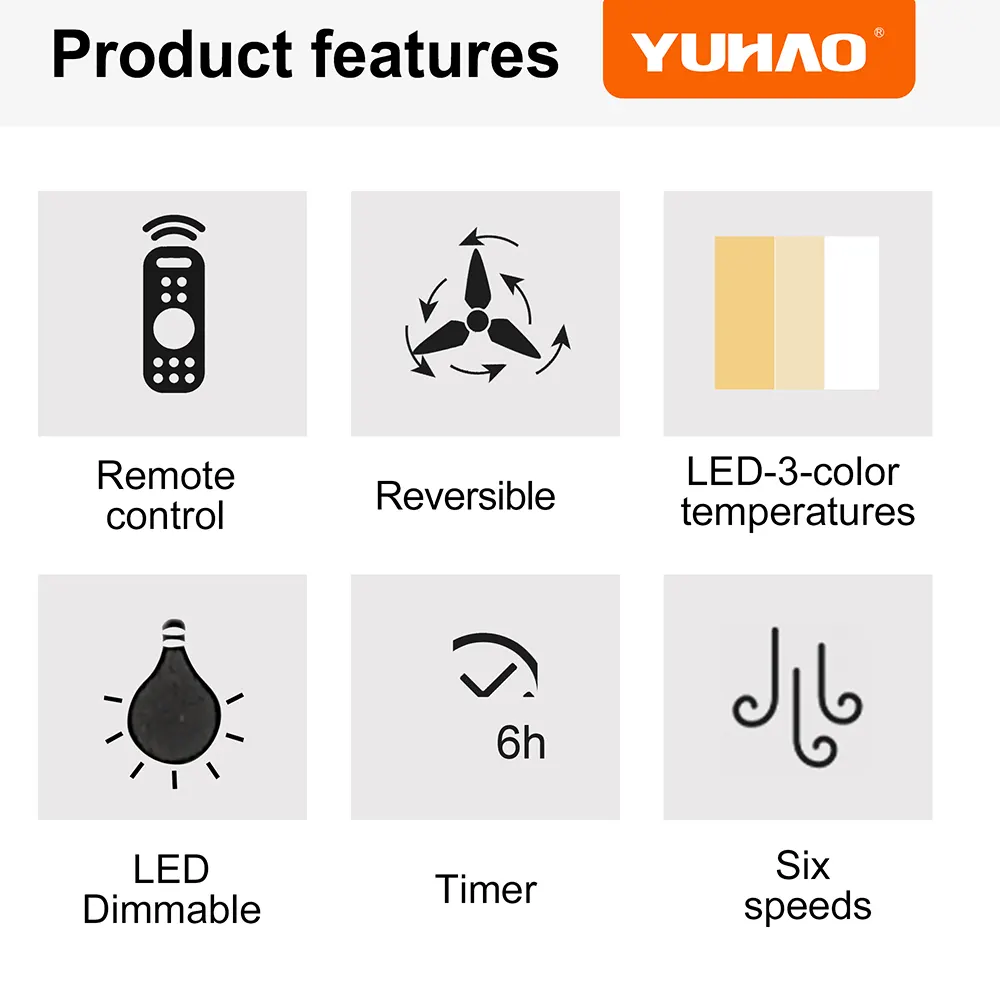 Product features
YUHAO®
Remote
control
Reversible
LED-3-color
temperatures
6h
LED
Dimmable
Timer
Six
speeds